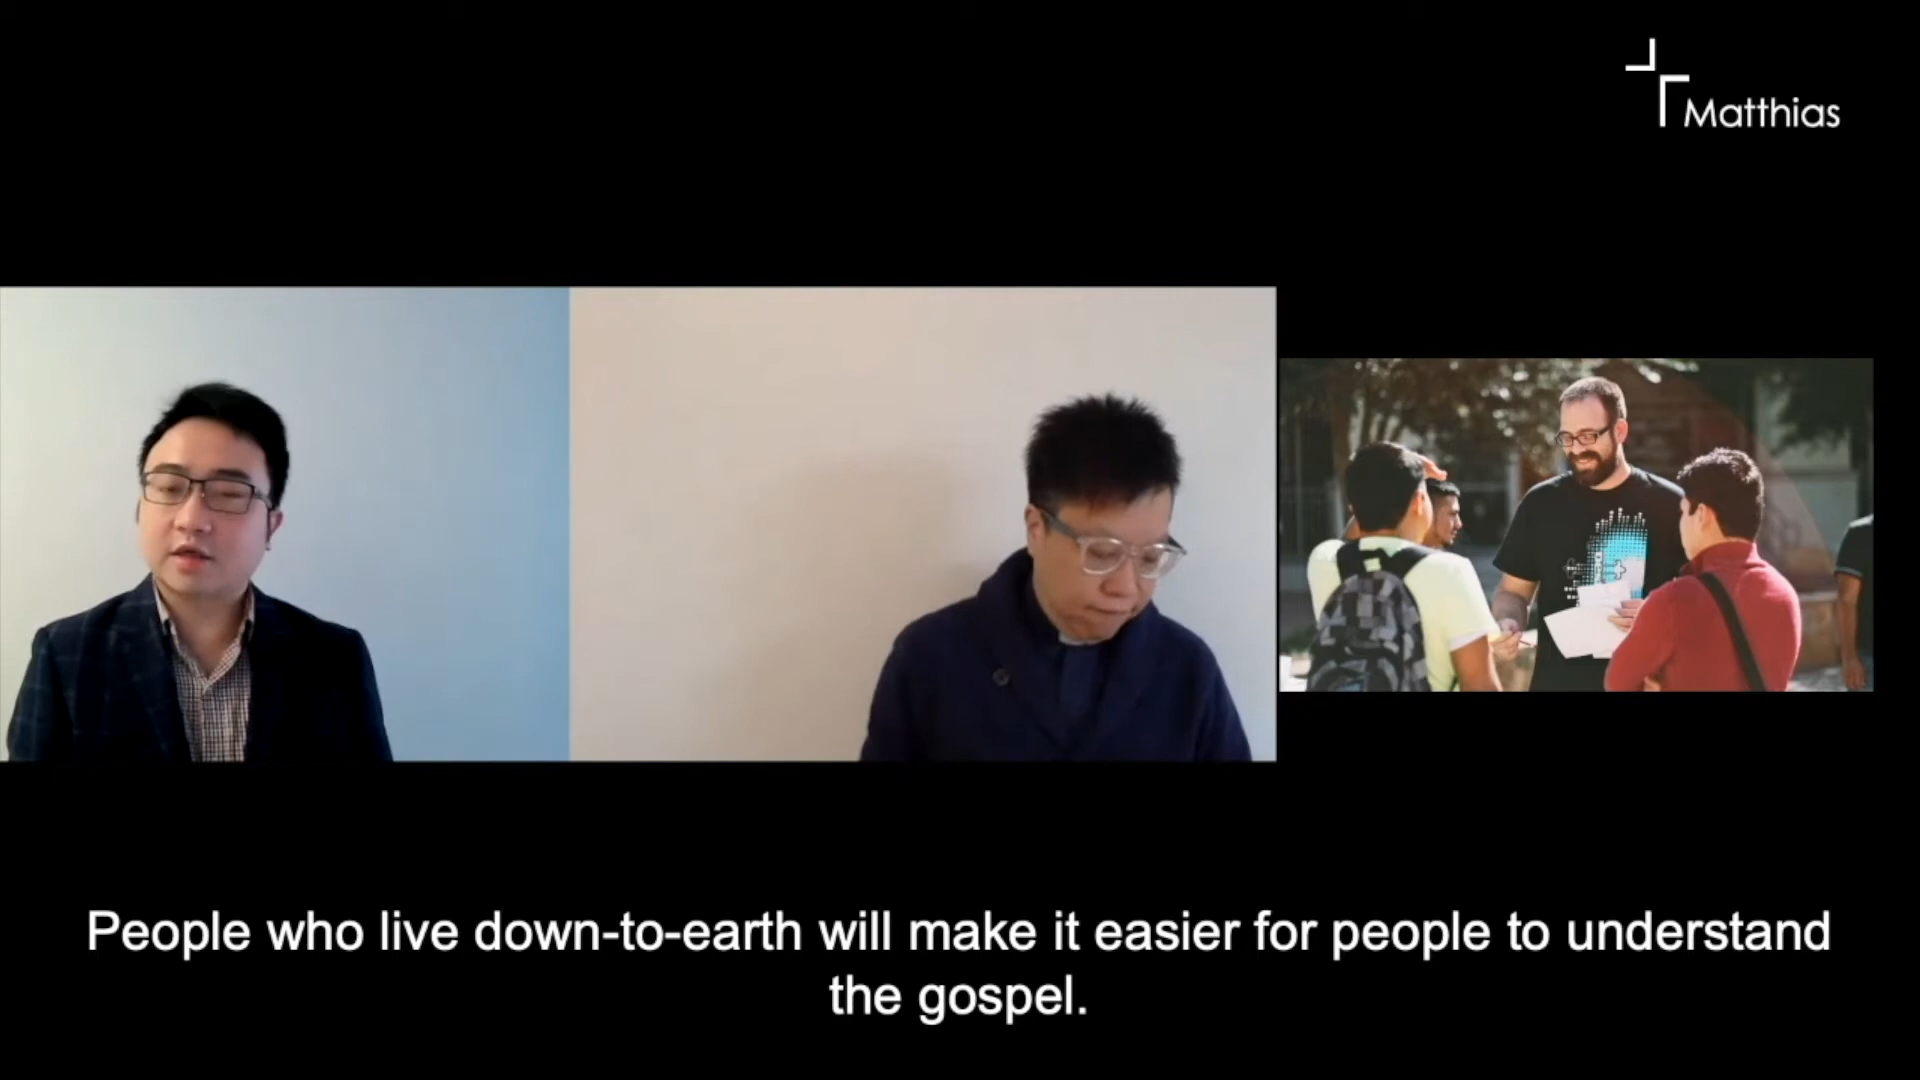 Matthias
People who live down-to-earth will make it easier for people to understand
the gospel.